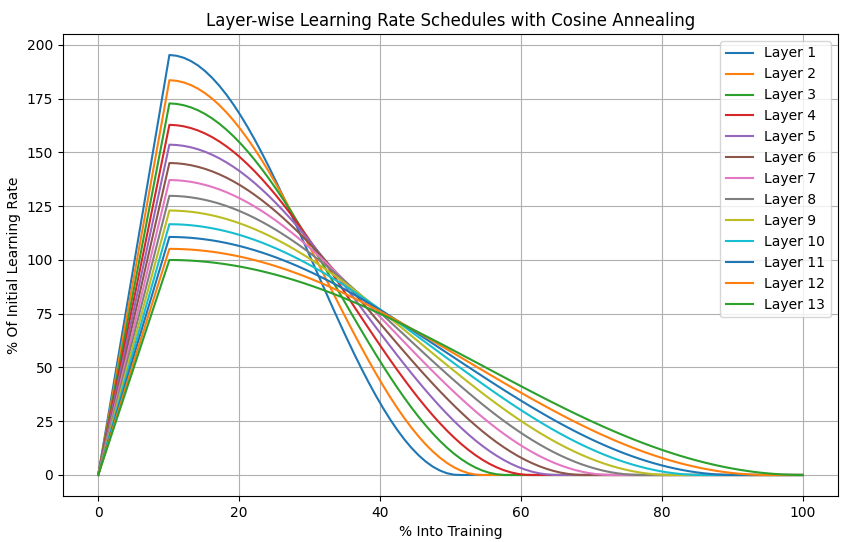 Layer-wise Learning Rate Schedules with Cosine Annealing
% Of Initial Learning Rate
200
175
150
125
100
75
50
25
0
Layer 1
Layer 2
Layer 3
Layer 4
Layer 5
Layer 6
Layer 7
Layer 8
Layer 9
Layer 10
Layer 11
Layer 12
Layer 13
0 20 40 60 80 100
% Into Training